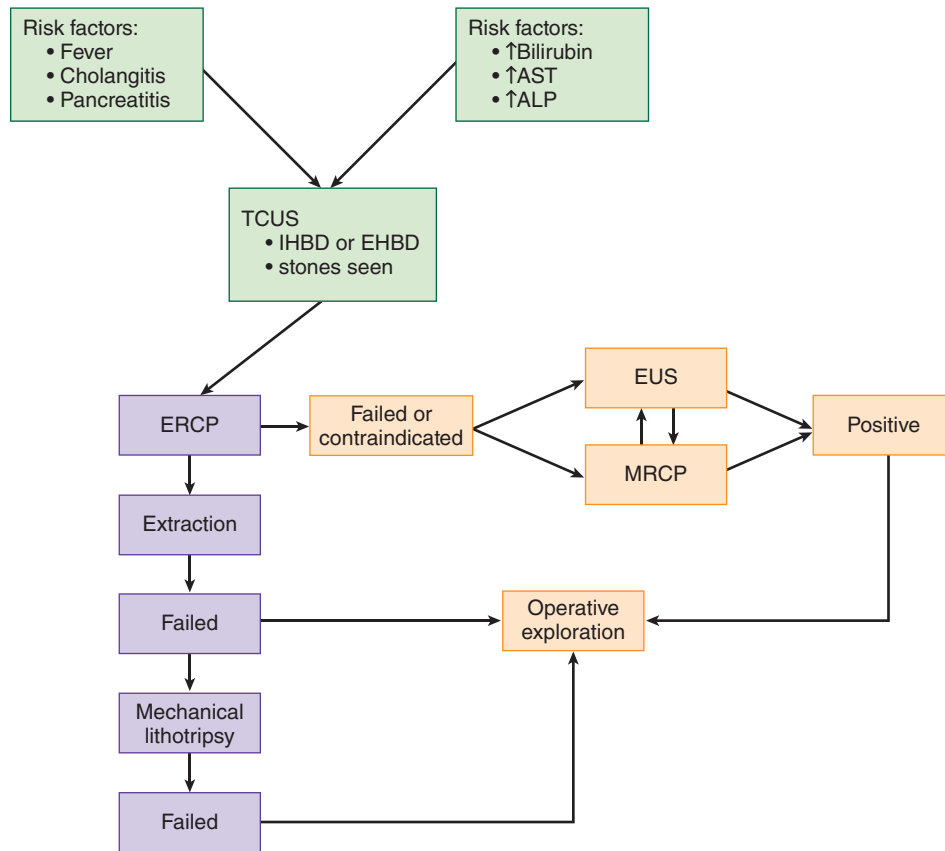 Risk factors:
• Fever
• Cholangitis
• Pancreatitis
Risk factors:
• ↑Bilirubin
• ↑AST
• ↑ALP
TCUS
• IHBD or EHBD
• stones seen
ERCP
Failed or
contraindicated
EUS
MRCP
Positive
Extraction
Failed
Operative
exploration
Mechanical
lithotripsy
Failed